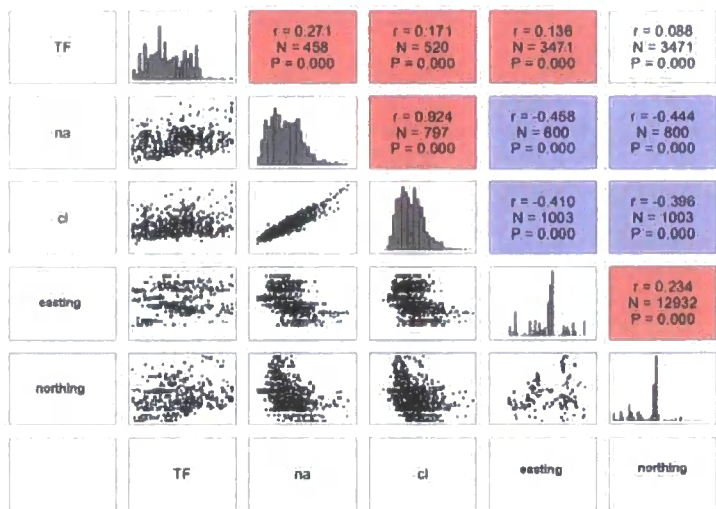 TF
r = 0.271
N = 458
P = 0.000
r = 0.171
N = 520
P = 0.000
r = 0.136
N = 3471
P = 0.000
r = 0.088
N = 3471
P = 0.000
na
r = 0.924
N = 797
P = 0.000
r = -0.458
N = 800
P = 0.000
r = -0.444
N = 800
P = 0.000
cl
r = -0.410
N = 1003
P = 0.000
r = -0.396
N = 1003
P = 0.000
easting
r = 0.234
N = 12932
P = 0.000
northing
TF
na
cl
easting
northing